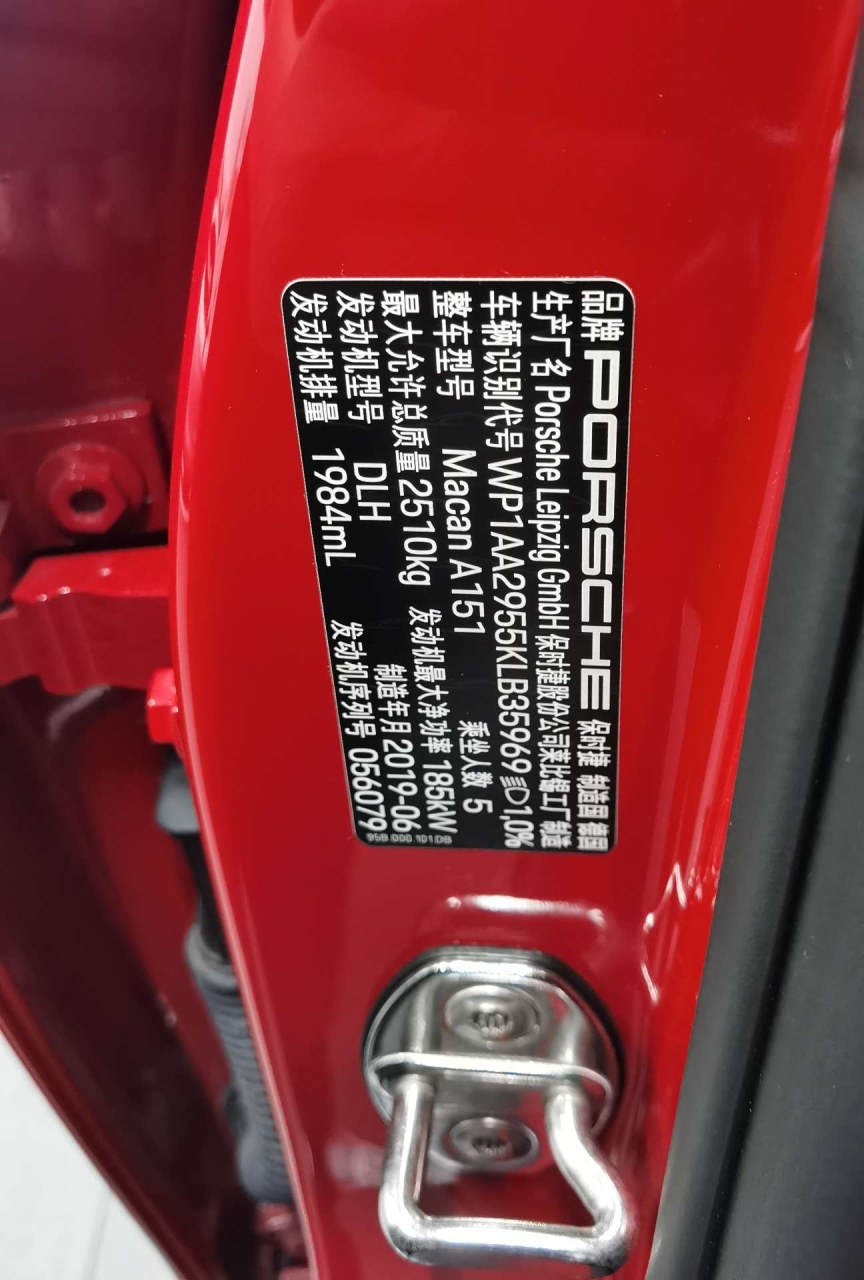 品牌 PORSCHE 保时捷 制造国 德国
生产厂名 Porsche Leipzig GmbH 保时捷股份公司莱比锡工厂制造
车辆识别代号 WP1AA2955KLB35969 1,0%
整车型号 Macan A151 乘坐人数 5
最大允许总质量 2510kg 发动机最大净功率 185kW
发动机型号 DLH 制造年月 2019-06
发动机排量 1984mL 发动机序列号 056079
95B.000.101.DB